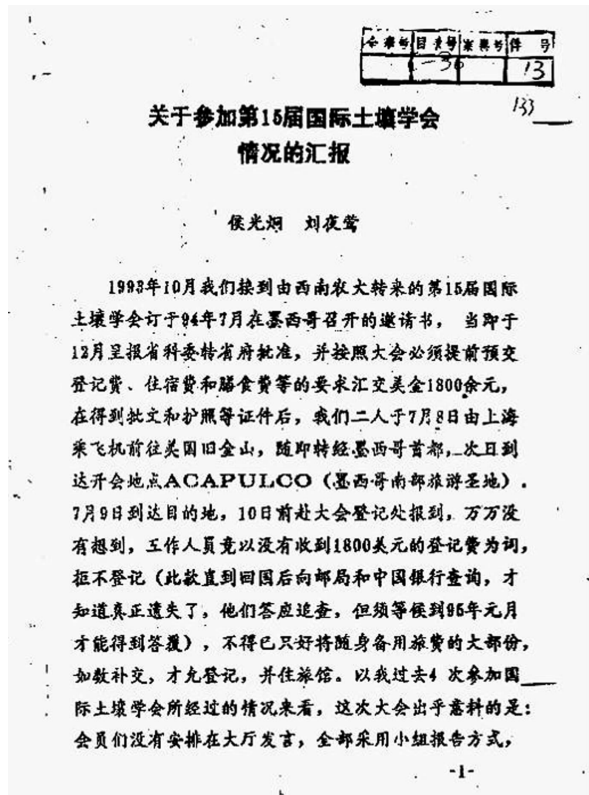 全宗号 目录号 案卷号 件 号
1-36 13
133
关于参加第15届国际土壤学会
情况的汇报
侯光炯 刘夜莺
1993年10月我们接到由西南农大转来的第15届国际
土壤学会订于94年7月在墨西哥召开的邀请书， 当即于
12月呈报省科委转省府批准，并按照大会必须提前预交
登记费、住宿费和膳食费等的要求汇交美金1800余元，
在得到批文和护照等证件后，我们二人于7月8日由上海
乘飞机前往美国旧金山，随即转经墨西哥首都，次日到
达开会地点ACAPULCO（墨西哥南部旅游圣地）．
7月9日到达目的地，10日前赴大会登记处报到，万万没
有想到，工作人员竟以没有收到1800美元的登记费为词，
拒不登记（此款直到回国后向邮局和中国银行查询，才
知道真正遗失了，他们答应追查，但须等候到95年元月
才能得到答覆），不得已只好将随身备用旅费的大部份，
如数补交，才允登记，并住旅馆。以我过去4 次参加国
际土壤学会所经过的情况来看，这次大会出乎意料的是：
会员们没有安排在大厅发言，全部采用小组报告方式，
-1-